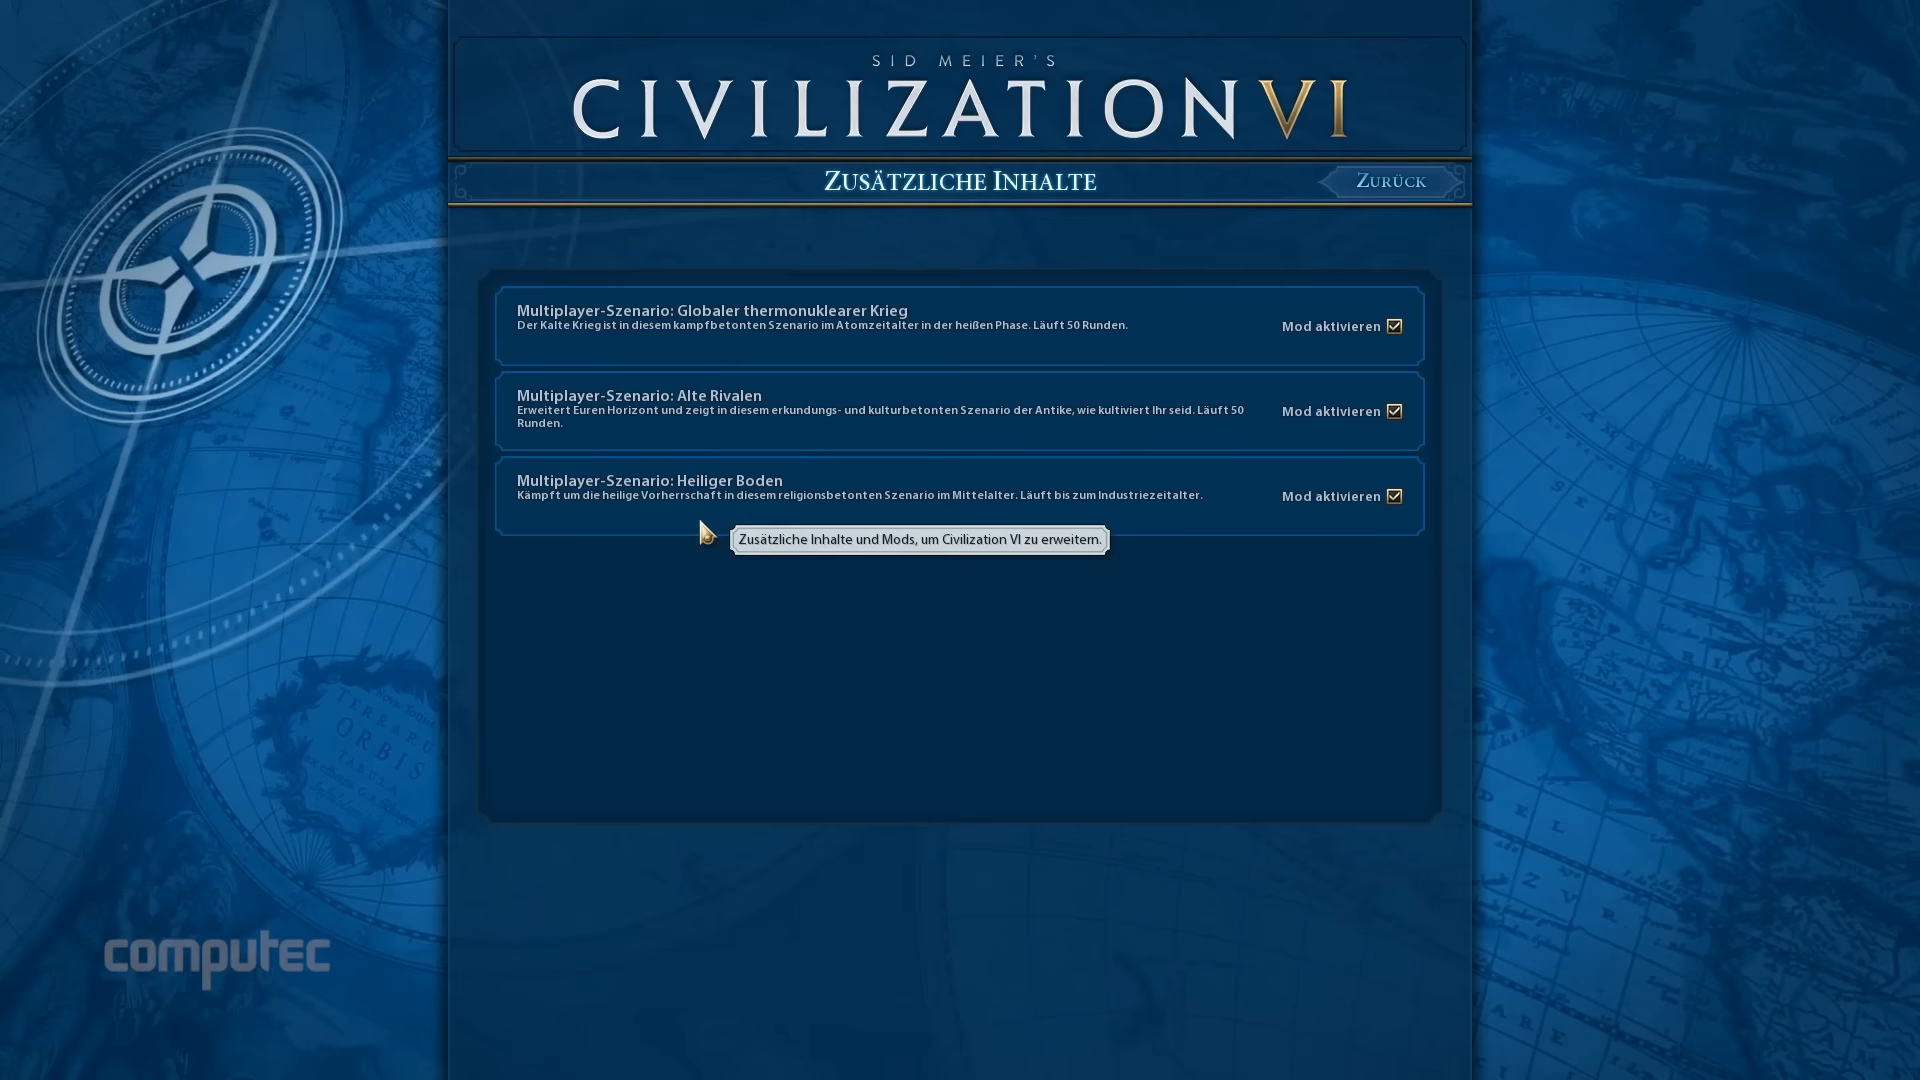 SID MEIER'S
CIVILIZATION VI
ZUSÄTZLICHE INHALTE
ZURÜCK
Multiplayer-Szenario: Globaler thermonuklearer Krieg
Der Kalte Krieg ist in diesem kampfbetonten Szenario im Atomzeitalter in der heißen Phase. Läuft 50 Runden.
Mod aktivieren
Multiplayer-Szenario: Alte Rivalen
Erweitert Euren Horizont und zeigt in diesem erkundungs- und kulturbetonten Szenario der Antike, wie kultiviert Ihr seid. Läuft 50
Runden.
Mod aktivieren
Multiplayer-Szenario: Heiliger Boden
Kämpft um die heilige Vorherrschaft in diesem religionsbetonten Szenario im Mittelalter. Läuft bis zum Industriezeitalter.
Mod aktivieren
Zusätzliche Inhalte und Mods, um Civilization VI zu erweitern.
TERRARU
ORBIS
TABULA
computec